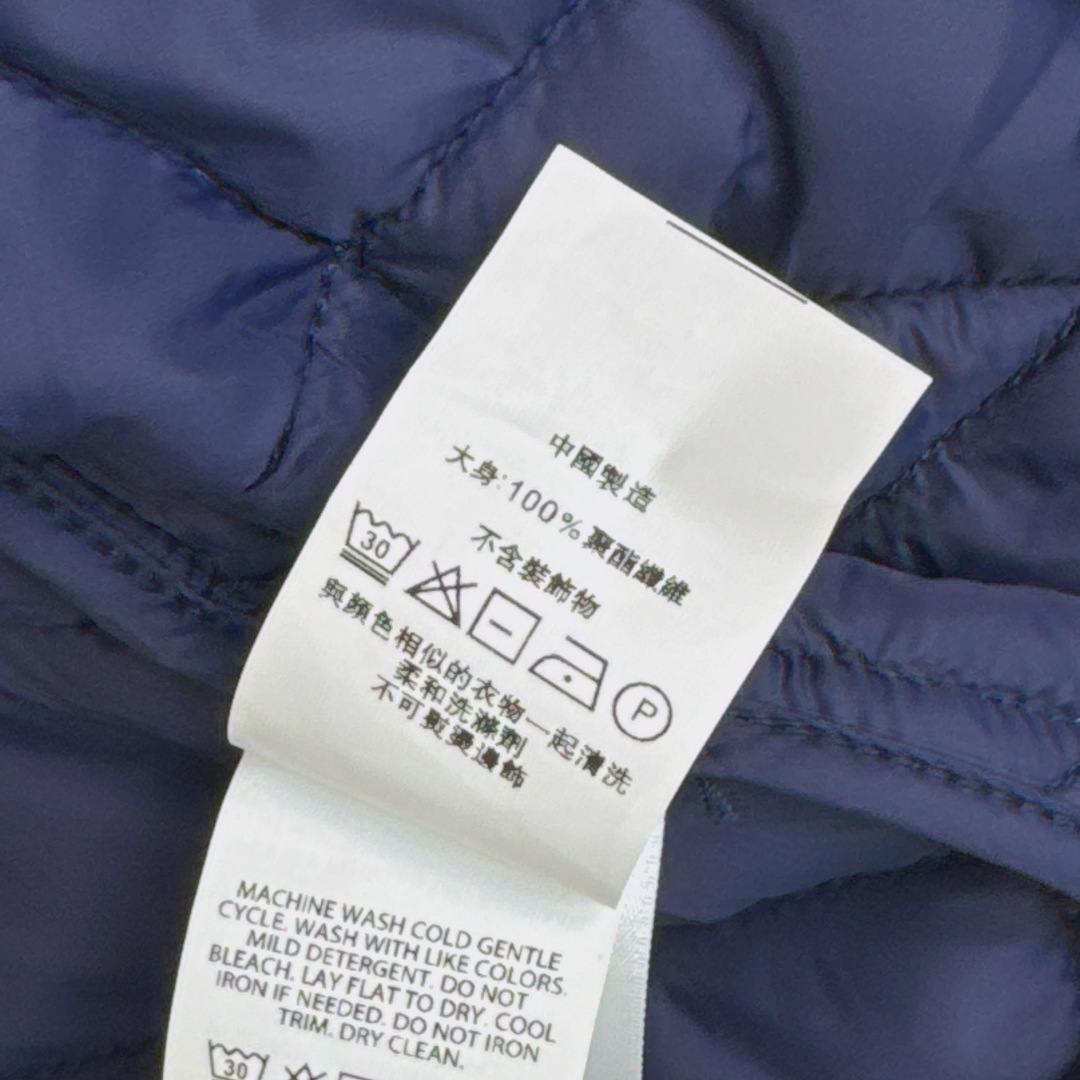 中國製造
大身:100%聚酯纖維
不含裝飾物
30
P
與顏色相似的衣物一起清洗
柔和洗滌劑
不可熨燙邊飾
MACHINE WASH COLD GENTLE
CYCLE. WASH WITH LIKE COLORS.
MILD DETERGENT. DO NOT
BLEACH. LAY FLAT TO DRY. COOL
IRON IF NEEDED. DO NOT IRON
TRIM. DRY CLEAN.
30